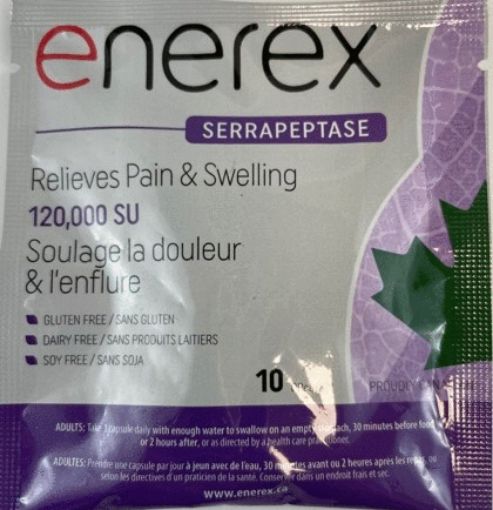 enerex
SERRAPEPTASE
Relieves Pain & Swelling
120,000 SU
Soulage la douleur
& l'enflure
GLUTEN FREE / SANS GLUTEN
DAIRY FREE / SANS PRODUITS LAITIERS
SOY FREE / SANS SOJA
10
PROUDLY
ADULTS: Take 1 capsule daily with enough water to swallow on an empty stomach, 30 minutes before food
or 2 hours after, or as directed by a health care practitioner.
ADULTES: Prendre une capsule par jour à jeun avec de l'eau, 30 minutes avant ou 2 heures après les repas, ou
selon les directives d'un praticien de la santé. Conserver dans un endroit frais et sec.
www.enerex.ca